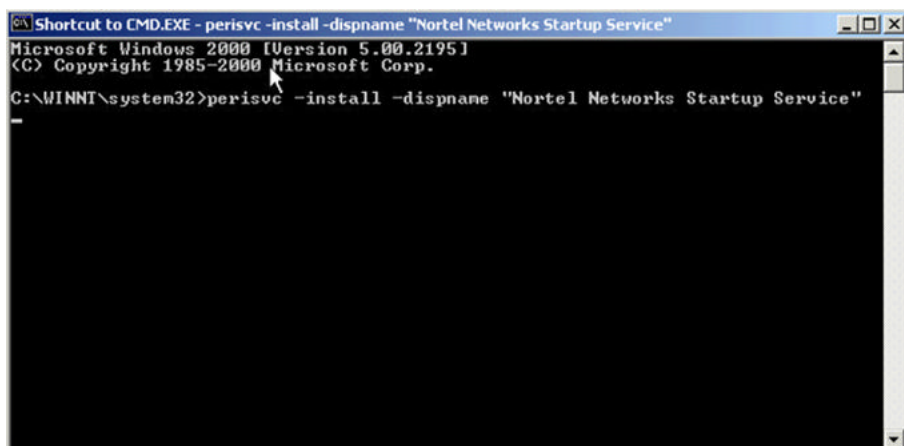 Shortcut to CMD.EXE - perisvc -install -dispname "Nortel Networks Startup Service"
Microsoft Windows 2000 [Version 5.00.2195]
(C) Copyright 1985-2000 Microsoft Corp.
C:\WINNT\system32>perisvc -install -dispname "Nortel Networks Startup Service"